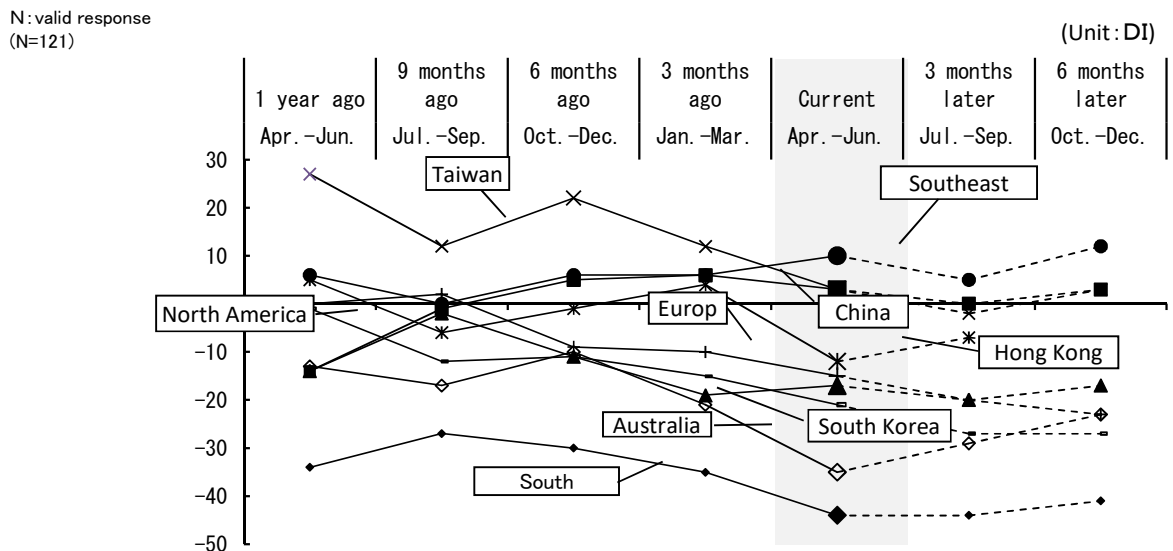 N:valid response
(N=121)
(Unit:DI)
1 year ago
9 months ago
6 months ago
3 months ago
Current
3 months later
6 months later
Apr.-Jun.
Jul.-Sep.
Oct.-Dec.
Jan.-Mar.
Apr.-Jun.
Jul.-Sep.
Oct.-Dec.
30
20
10
-10
-20
-30
-40
-50
Taiwan
Southeast
North America
Europ
China
Hong Kong
Australia
South Korea
South